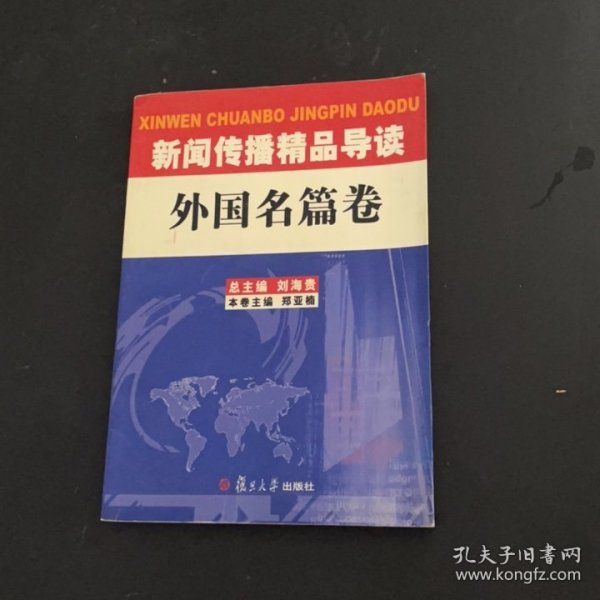 XINWEN CHUANBO JINGPIN DAODU
新闻传播精品导读
外国名篇卷
总主编 刘海贵
本卷主编 郑亚楠
復旦大学 出版社
孔夫子旧书网
www.kongfz.com